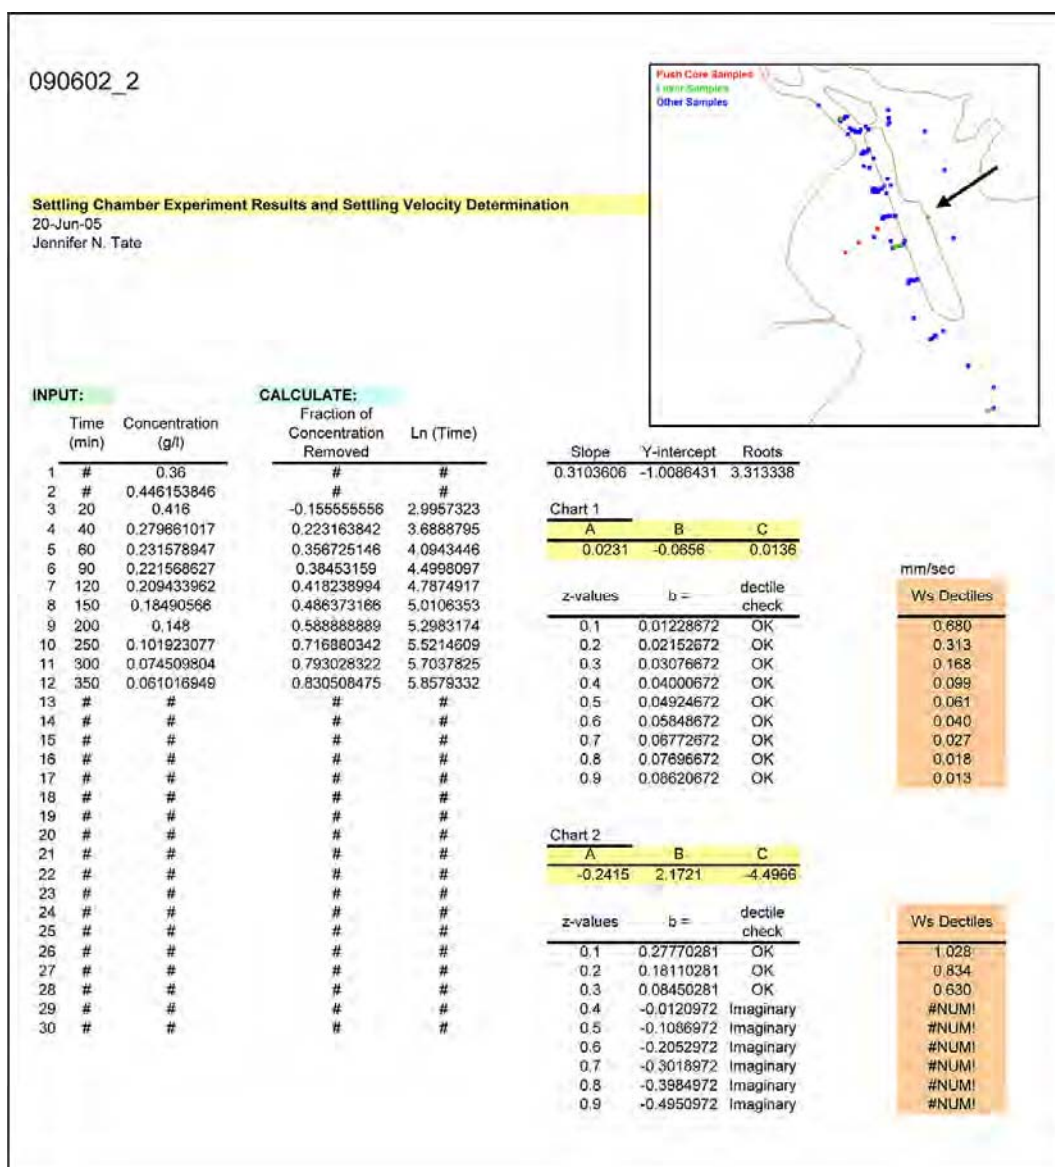 090602_2
Push Core Samples
Laser Samples
Other Samples
Settling Chamber Experiment Results and Settling Velocity Determination
20-Jun-05
Jennifer N. Tate
INPUT:
CALCULATE:
Time (min) Concentration (g/l) Fraction of Concentration Removed Ln (Time)
1 # 0.36 # #
2 # 0.446153846 # #
3 20 0.416 -0.155555556 2.9957323
4 40 0.279661017 0.223163842 3.6888795
5 60 0.231578947 0.356725146 4.0943446
6 90 0.221568627 0.38453159 4.4998097
7 120 0.209433962 0.418238994 4.7874917
8 150 0.18490566 0.486373166 5.0106353
9 200 0.148 0.588888889 5.2983174
10 250 0.101923077 0.716880342 5.5214609
11 300 0.074509804 0.793028322 5.7037825
12 350 0.061016949 0.830508475 5.8579332
13 # # # #
14 # # # #
15 # # # #
16 # # # #
17 # # # #
18 # # # #
19 # # # #
20 # # # #
21 # # # #
22 # # # #
23 # # # #
24 # # # #
25 # # # #
26 # # # #
27 # # # #
28 # # # #
29 # # # #
30 # # # #
Slope Y-intercept Roots
0.3103606 -1.0086431 3.313338
Chart 1
A B C
0.0231 -0.0656 0.0136
mm/sec
z-values b = dectile check Ws Dectiles
0.1 0.01228672 OK 0.680
0.2 0.02152672 OK 0.313
0.3 0.03076672 OK 0.168
0.4 0.04000672 OK 0.099
0.5 0.04924672 OK 0.061
0.6 0.05848672 OK 0.040
0.7 0.06772672 OK 0.027
0.8 0.07696672 OK 0.018
0.9 0.08620672 OK 0.013
Chart 2
A B C
-0.2415 2.1721 -4.4966
z-values b = dectile check Ws Dectiles
0.1 0.27770281 OK 1.028
0.2 0.18110281 OK 0.834
0.3 0.08450281 OK 0.630
0.4 -0.0120972 Imaginary #NUM!
0.5 -0.1086972 Imaginary #NUM!
0.6 -0.2052972 Imaginary #NUM!
0.7 -0.3018972 Imaginary #NUM!
0.8 -0.3984972 Imaginary #NUM!
0.9 -0.4950972 Imaginary #NUM!